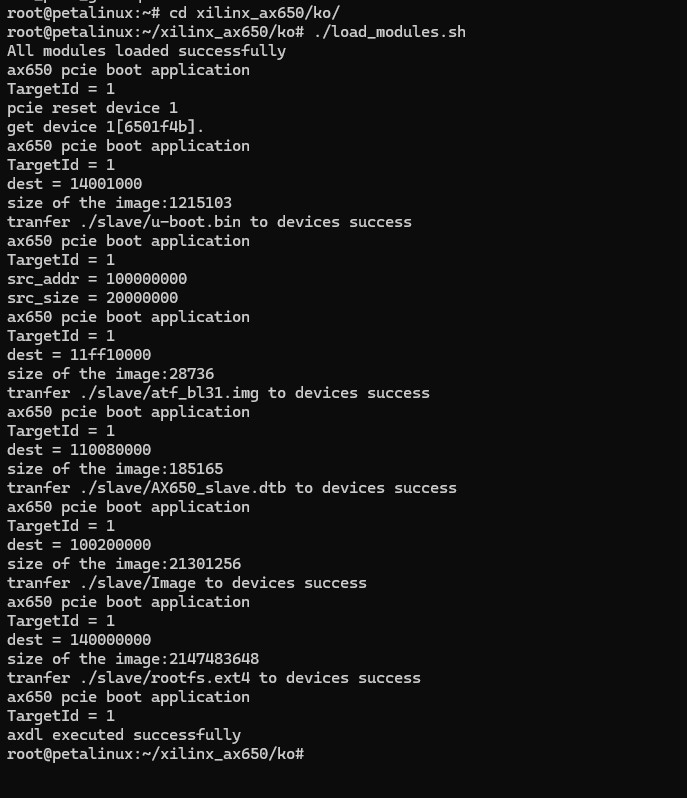 root@petalinux:~# cd xilinx_ax650/ko/
root@petalinux:~/xilinx_ax650/ko# ./load_modules.sh
All modules loaded successfully
ax650 pcie boot application
TargetId = 1
pcie reset device 1
get device 1[6501f4b].
ax650 pcie boot application
TargetId = 1
dest = 14001000
size of the image:1215103
tranfer ./slave/u-boot.bin to devices success
ax650 pcie boot application
TargetId = 1
src_addr = 100000000
src_size = 20000000
ax650 pcie boot application
TargetId = 1
dest = 11ff10000
size of the image:28736
tranfer ./slave/atf_bl31.img to devices success
ax650 pcie boot application
TargetId = 1
dest = 110080000
size of the image:185165
tranfer ./slave/AX650_slave.dtb to devices success
ax650 pcie boot application
TargetId = 1
dest = 100200000
size of the image:21301256
tranfer ./slave/Image to devices success
ax650 pcie boot application
TargetId = 1
dest = 140000000
size of the image:2147483648
tranfer ./slave/rootfs.ext4 to devices success
ax650 pcie boot application
TargetId = 1
axdl executed successfully
root@petalinux:~/xilinx_ax650/ko#